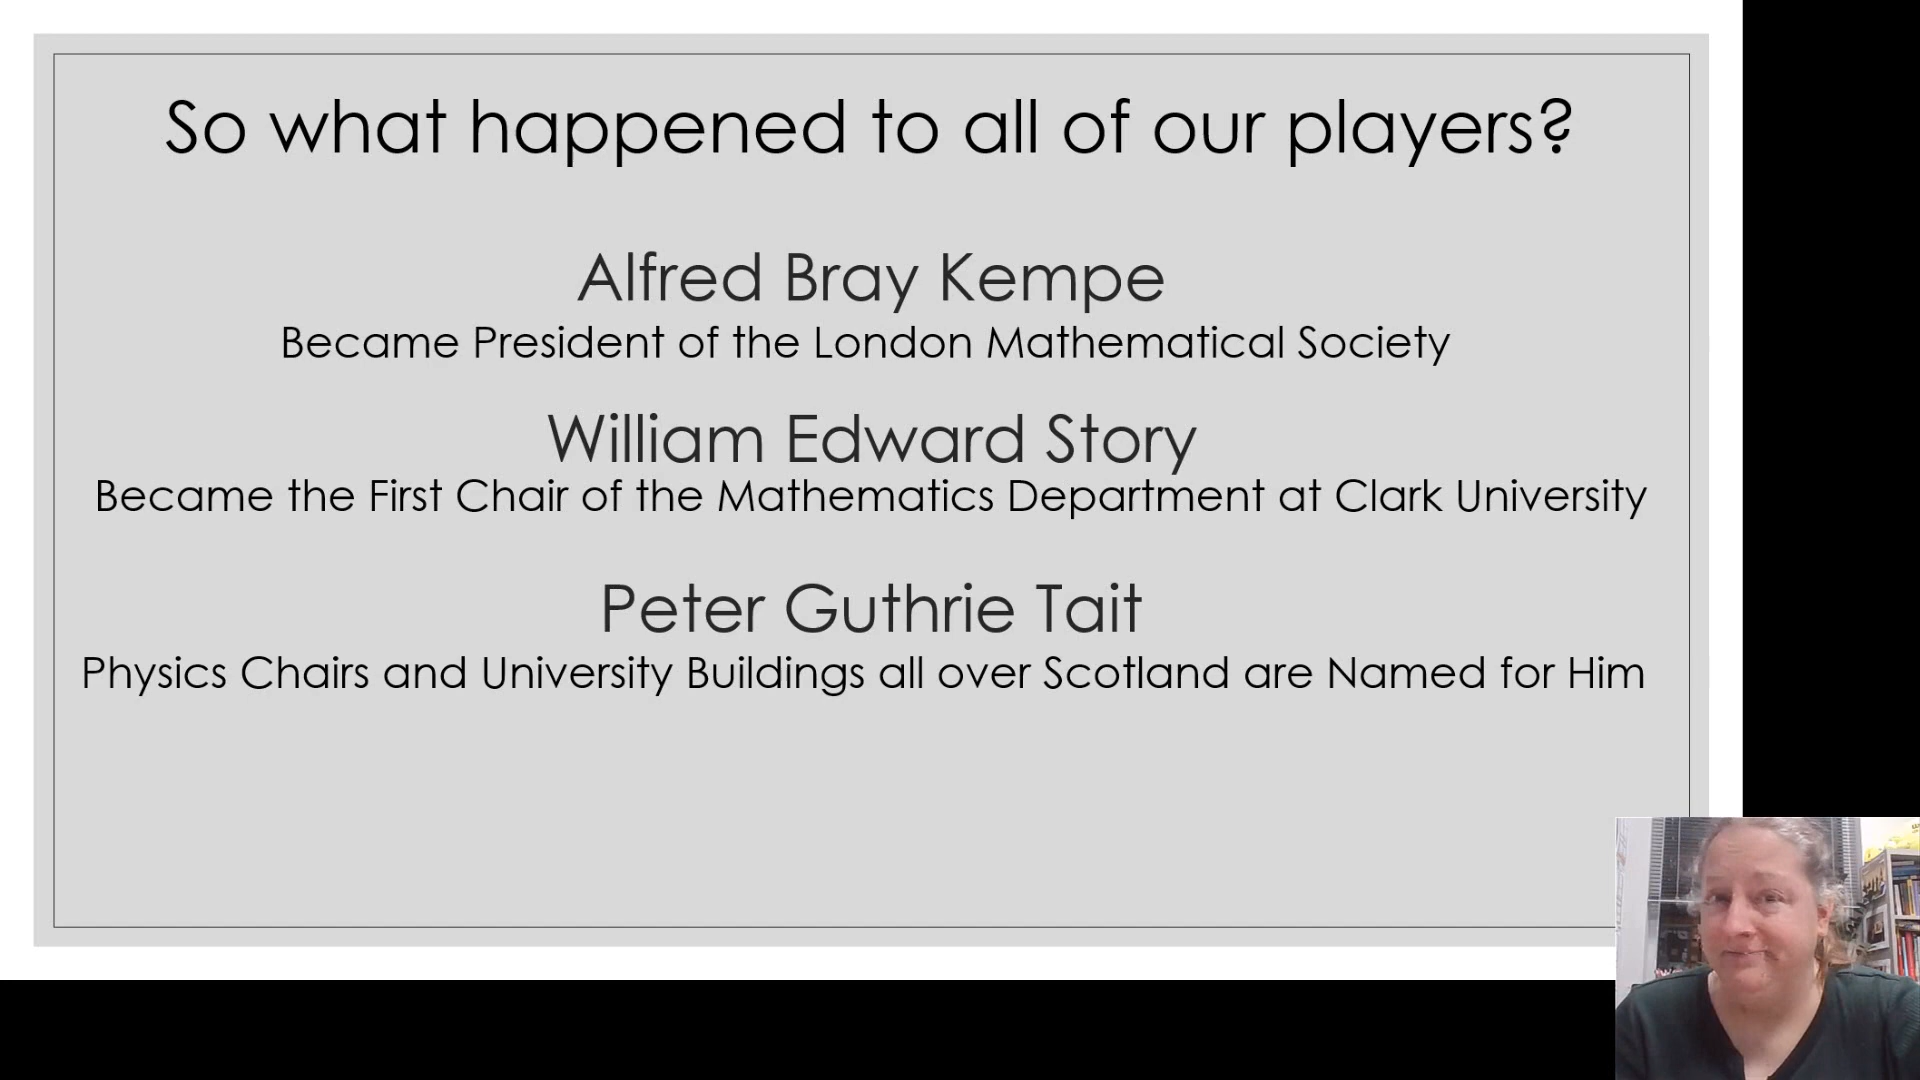 So what happened to all of our players?
Alfred Bray Kempe
Became President of the London Mathematical Society
William Edward Story
Became the First Chair of the Mathematics Department at Clark University
Peter Guthrie Tait
Physics Chairs and University Buildings all over Scotland are Named for Him